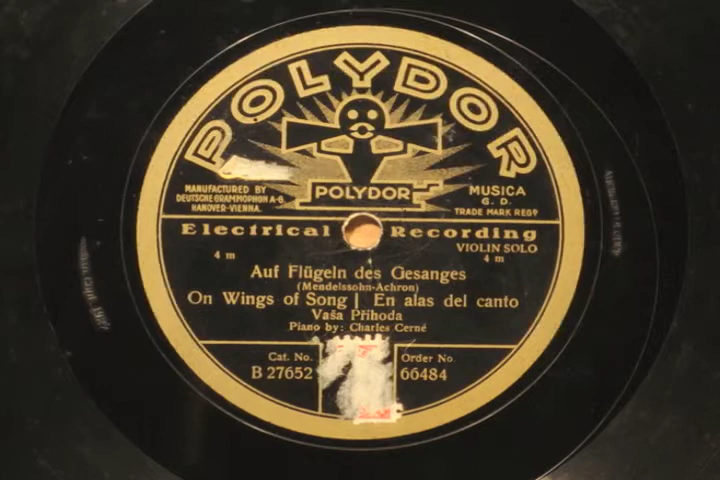 POLYDOR
POLYDOR
MANUFACTURED BY
DEUTSCHE GRAMMOPHON A-G.
HANOVER-VIENNA.
MUSICA
G. D.
TRADE MARK REGD
Electrical Recording
VIOLIN SOLO
4 m
4 m
Auf Flügeln des Gesanges
(Mendelssohn-Achron)
On Wings of Song | En alas del canto
Vaša Příhoda
Piano by: Charles Cerné
Cat. No.
B 27652
Order No.
66484